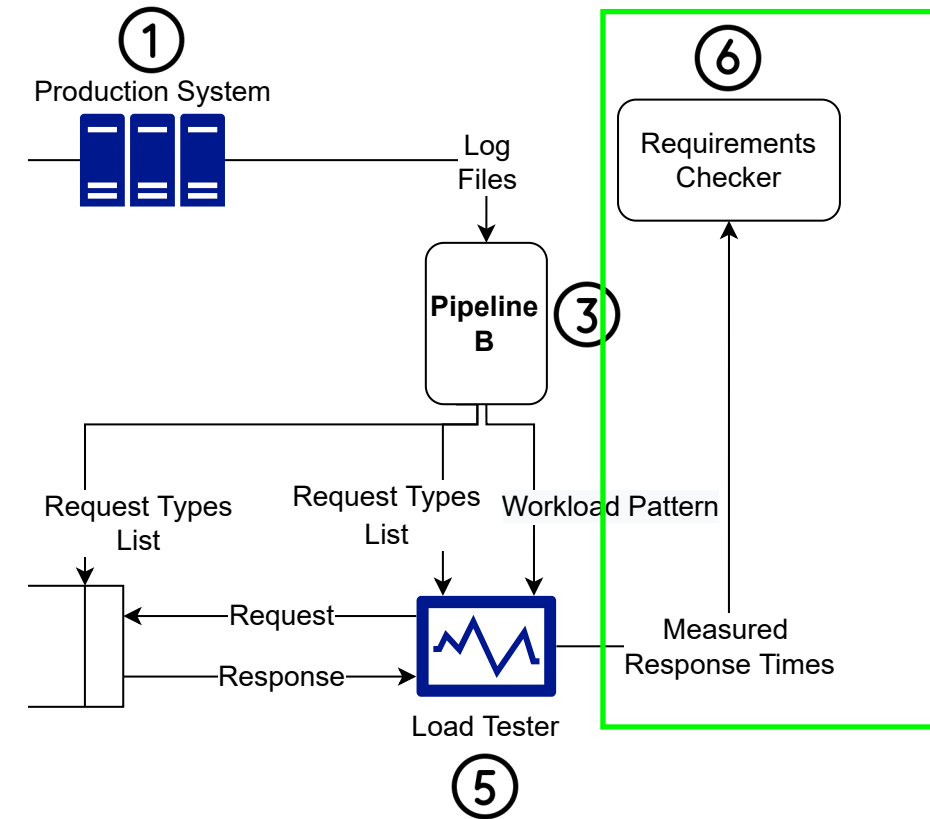 1
Production System
6
Requirements
Checker
Log
Files
Pipeline
B
3
Request Types
List
Request Types
List
Workload Pattern
Request
Response
Measured
Response Times
Load Tester
5